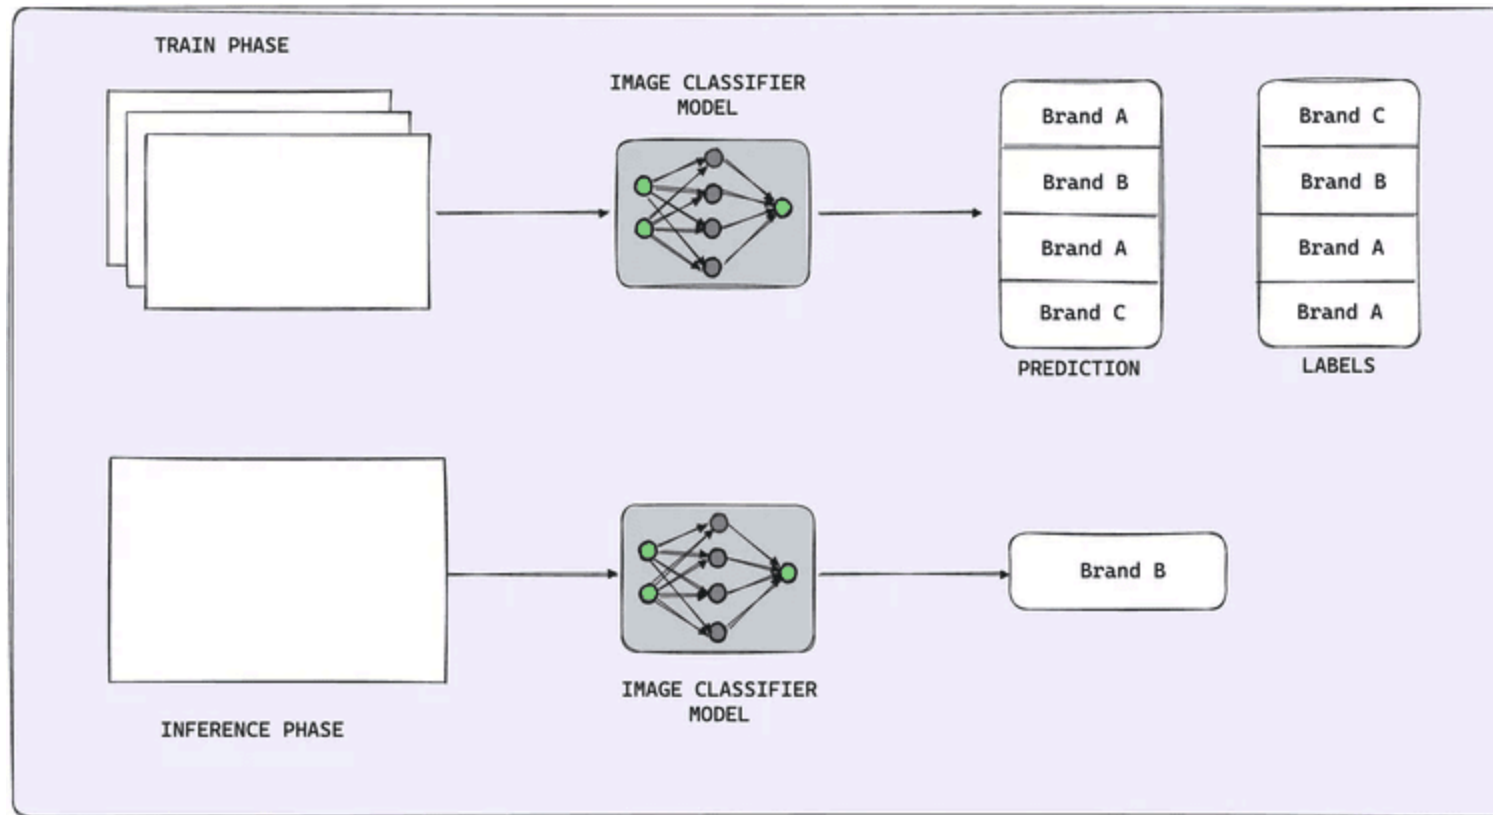 TRAIN PHASE
IMAGE CLASSIFIER
MODEL
Brand A
Brand B
Brand A
Brand C
PREDICTION
Brand C
Brand B
Brand A
Brand A
LABELS
INFERENCE PHASE
IMAGE CLASSIFIER
MODEL
Brand B